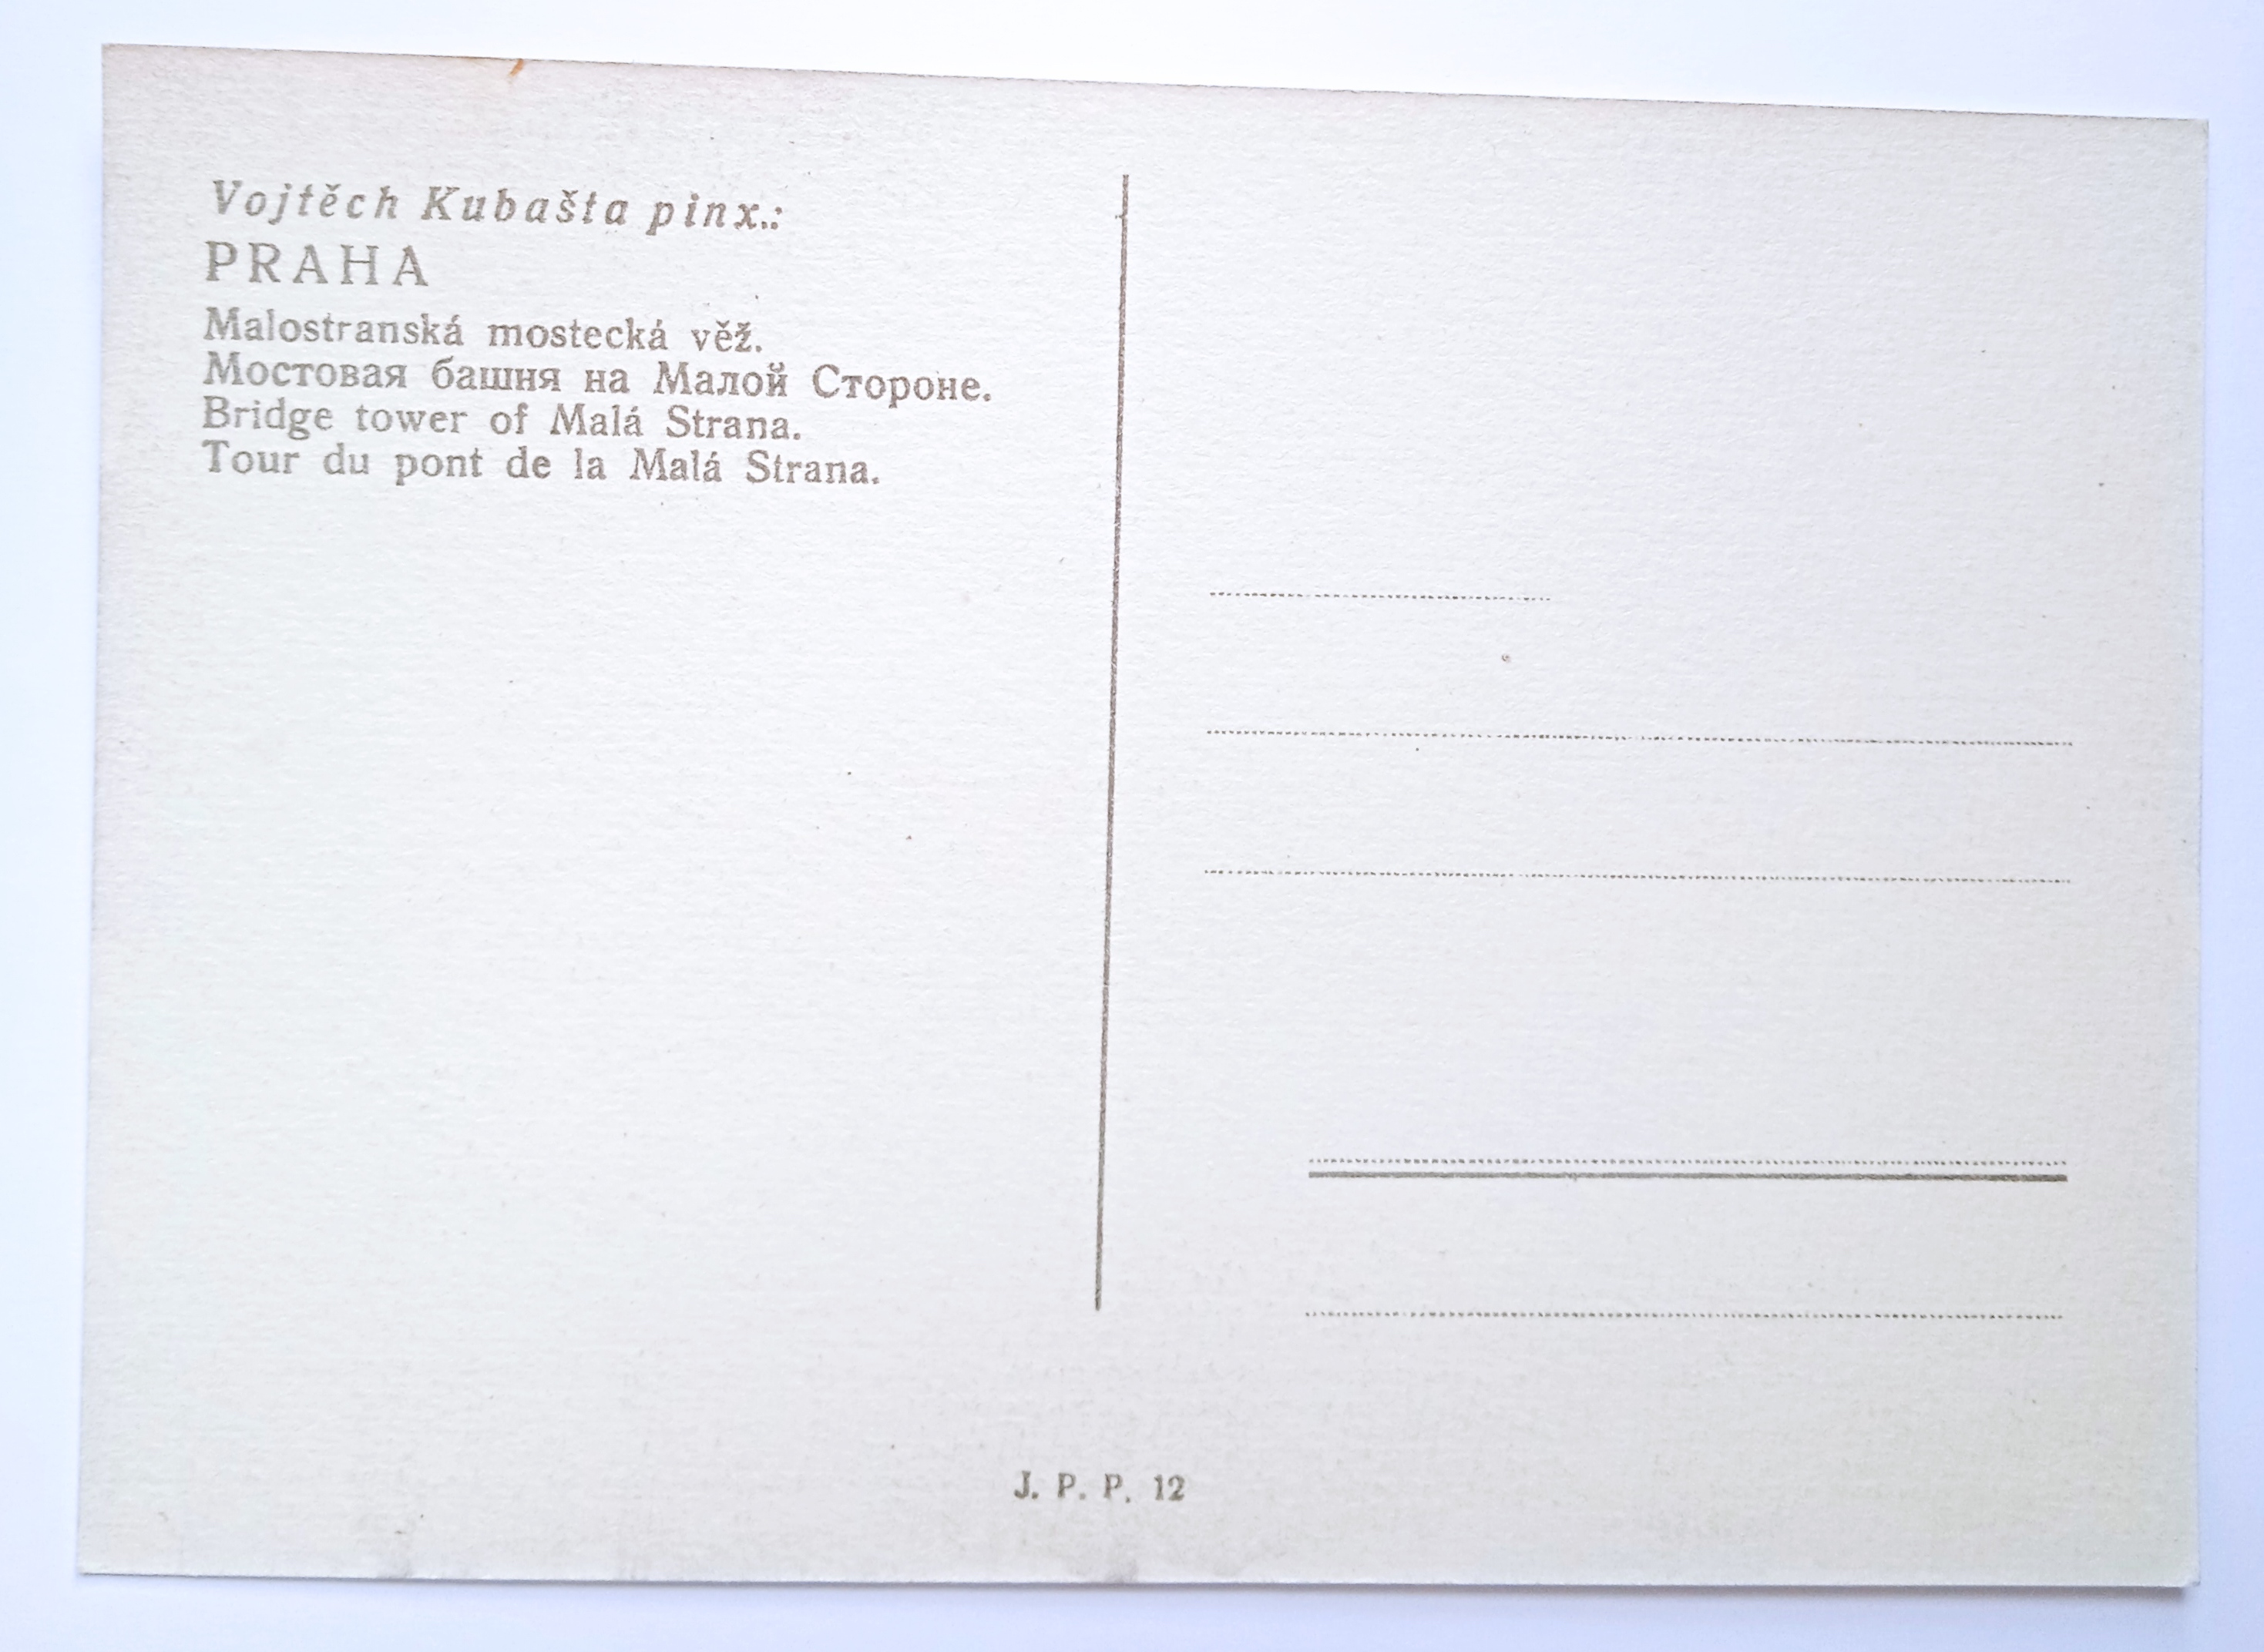 Vojtěch Kubašta pinx.:
PRAHA
Malostranská mostecká věž.
Мостовая башня на Малой Стороне.
Bridge tower of Malá Strana.
Tour du pont de la Malá Strana.
J. P. P. 12